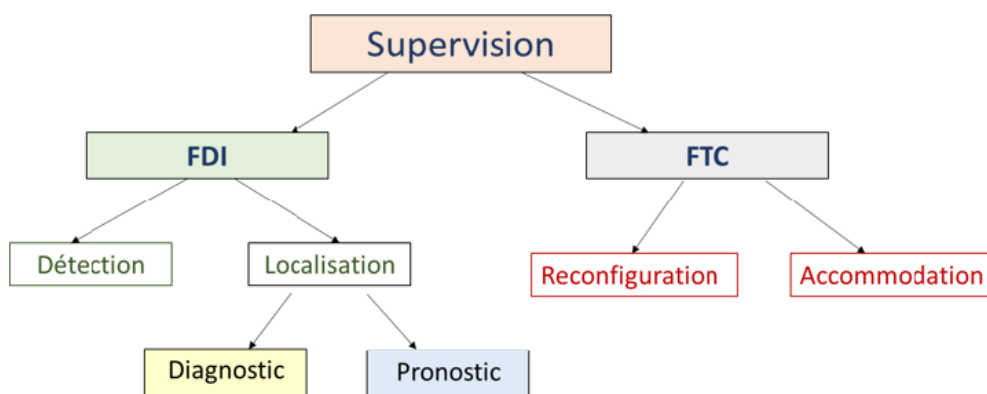 Supervision
FDI
FTC
Détection
Localisation
Reconfiguration
Accommodation
Diagnostic
Pronostic